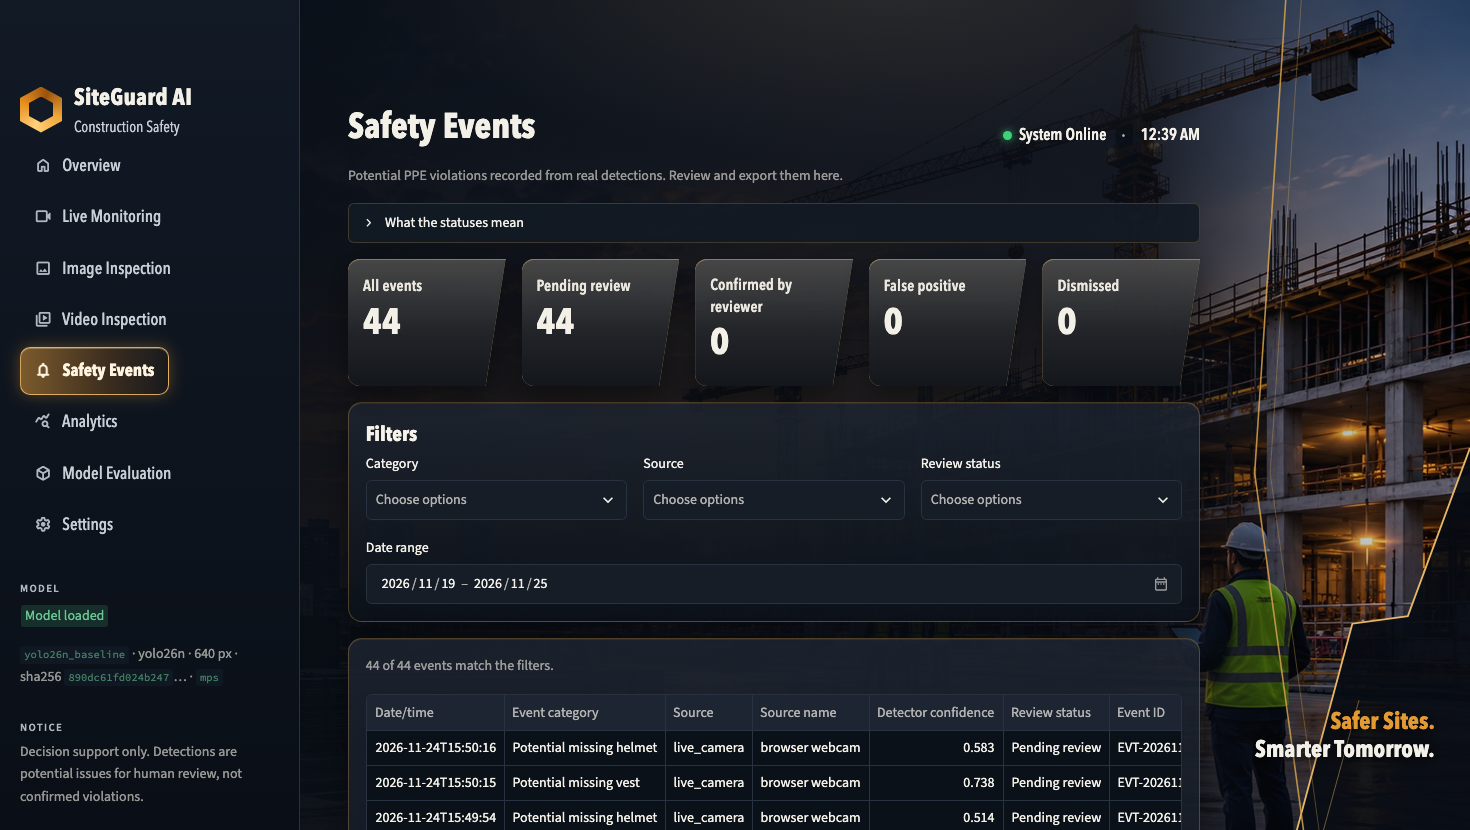 SiteGuard AI
Construction Safety
Overview
Live Monitoring
Image Inspection
Video Inspection
Safety Events
Analytics
Model Evaluation
Settings
MODEL
Model loaded
yolo26n_baseline · yolo26n · 640 px ·
sha256 890dc61fd024b247 … · mps
NOTICE
Decision support only. Detections are
potential issues for human review, not
confirmed violations.
Safety Events
System Online · 12:39 AM
Potential PPE violations recorded from real detections. Review and export them here.
What the statuses mean
All events
44
Pending review
44
Confirmed by
reviewer
0
False positive
0
Dismissed
0
Filters
Category
Choose options
Source
Choose options
Review status
Choose options
Date range
2026/11/19 – 2026/11/25
44 of 44 events match the filters.
Date/time Event category Source Source name Detector confidence Review status Event ID
2026-11-24T15:50:16 Potential missing helmet live_camera browser webcam 0.583 Pending review EVT-202611
2026-11-24T15:50:15 Potential missing vest live_camera browser webcam 0.738 Pending review EVT-202611
2026-11-24T15:49:54 Potential missing helmet live_camera browser webcam 0.514 Pending review EVT-202611
Safer Sites.
Smarter Tomorrow.